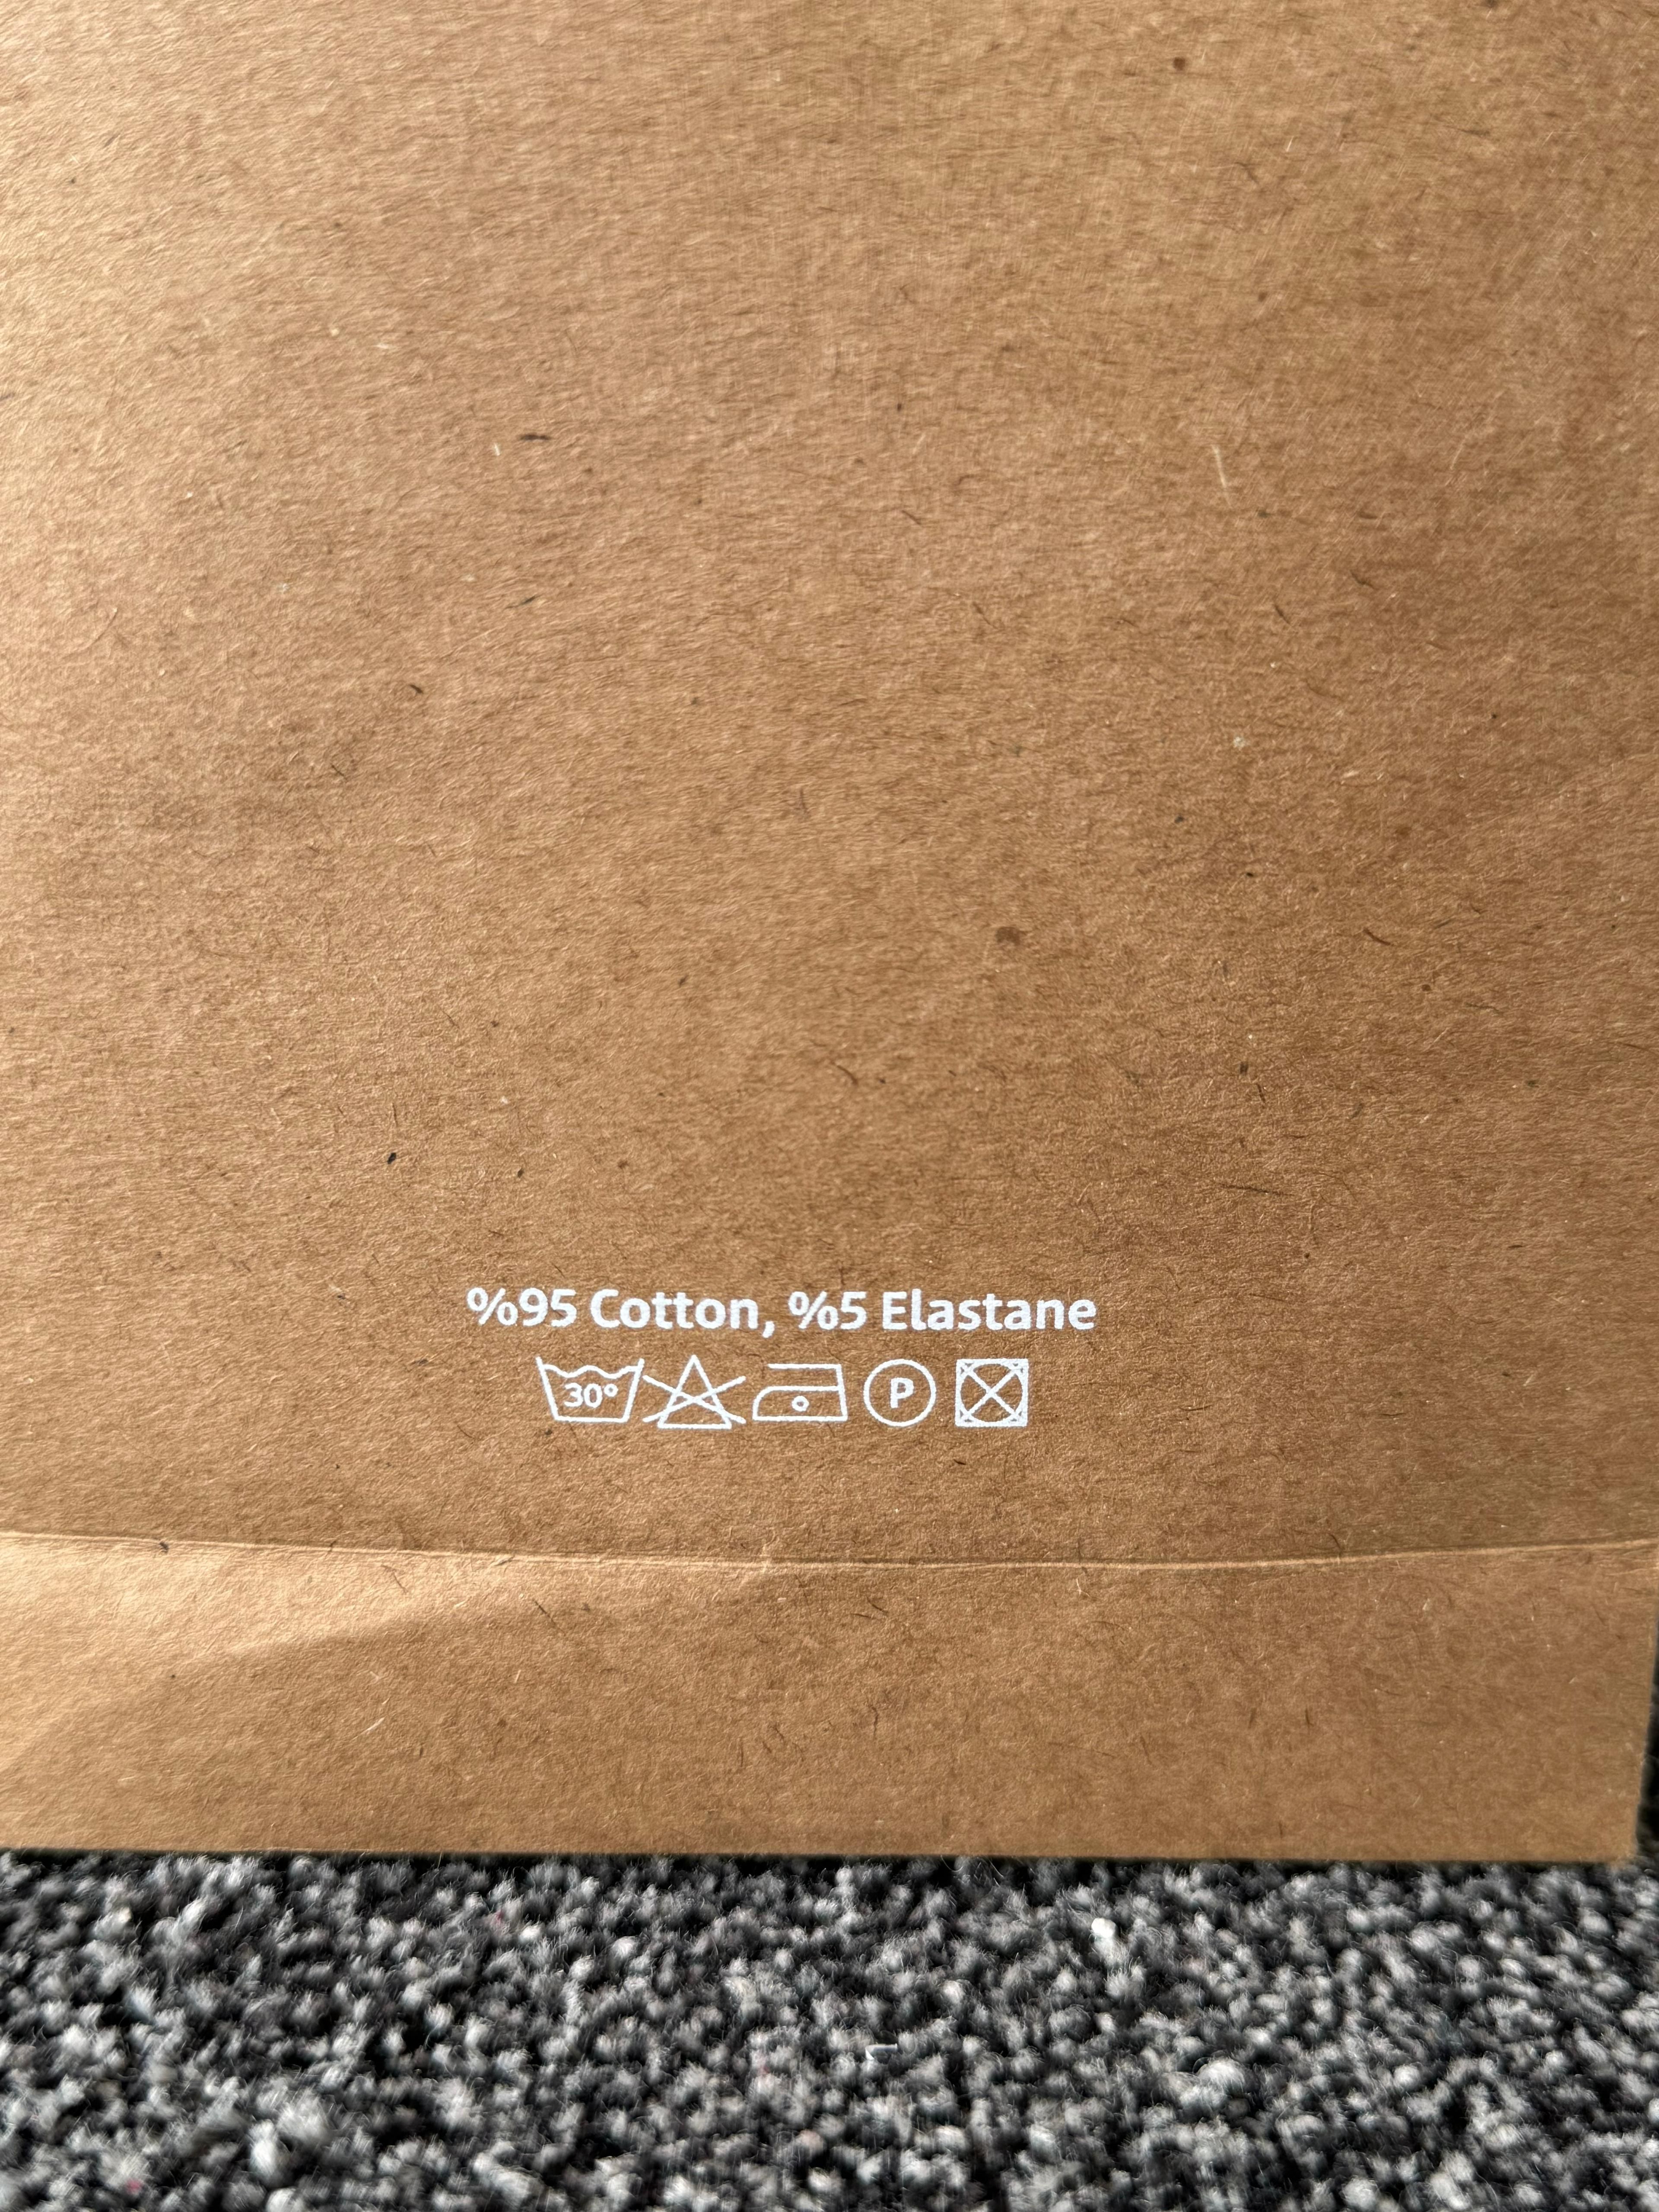 %95 Cotton, %5 Elastane
30° P